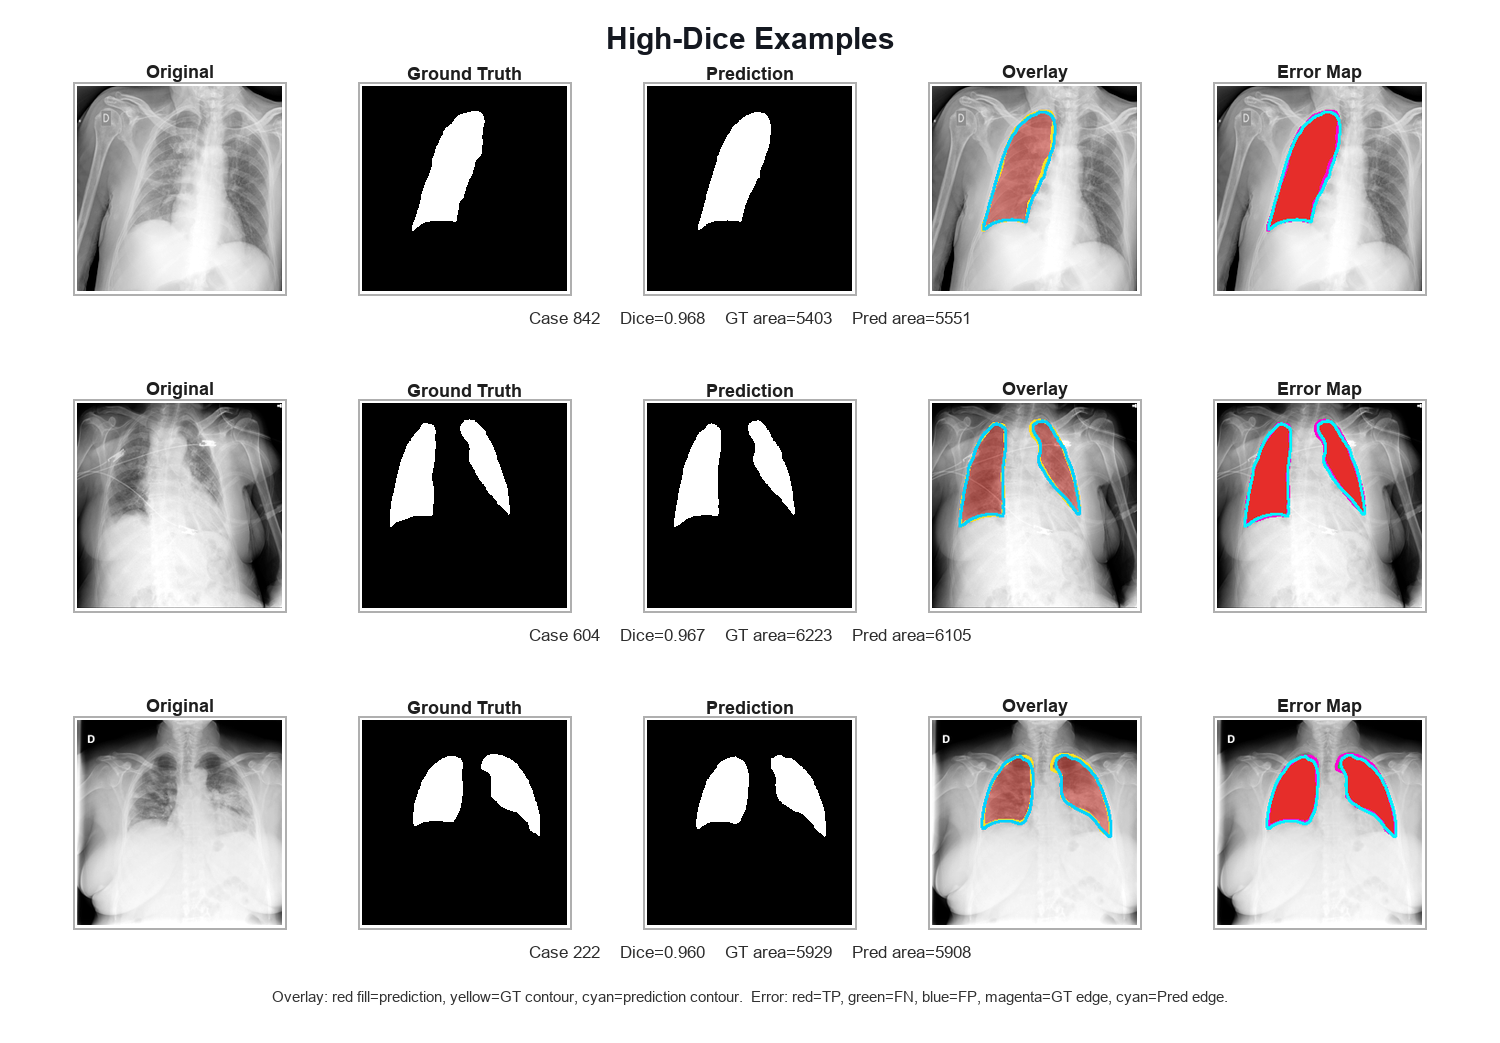 High-Dice Examples
Original Ground Truth Prediction Overlay Error Map
D D D
Case 842 Dice=0.968 GT area=5403 Pred area=5551
Original Ground Truth Prediction Overlay Error Map
Case 604 Dice=0.967 GT area=6223 Pred area=6105
Original Ground Truth Prediction Overlay Error Map
D D D
Case 222 Dice=0.960 GT area=5929 Pred area=5908
Overlay: red fill=prediction, yellow=GT contour, cyan=prediction contour. Error: red=TP, green=FN, blue=FP, magenta=GT edge, cyan=Pred edge.